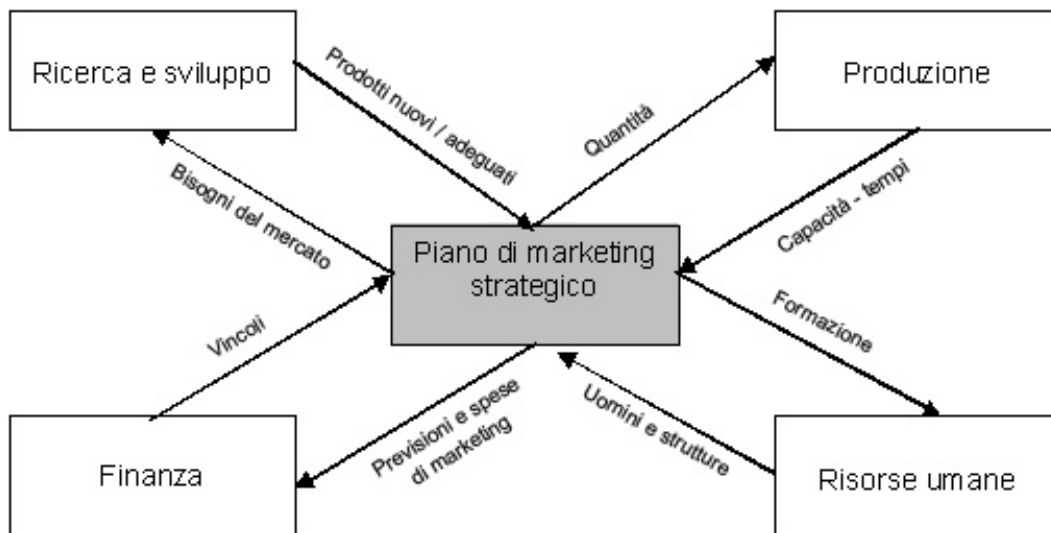 Ricerca e sviluppo
Prodotti nuovi / adeguati
Quantità
Produzione
Bisogni del mercato
Capacità - tempi
Piano di marketing
strategico
Vincoli
Formazione
Previsioni e spese
di marketing
Uomini e strutture
Finanza
Risorse umane